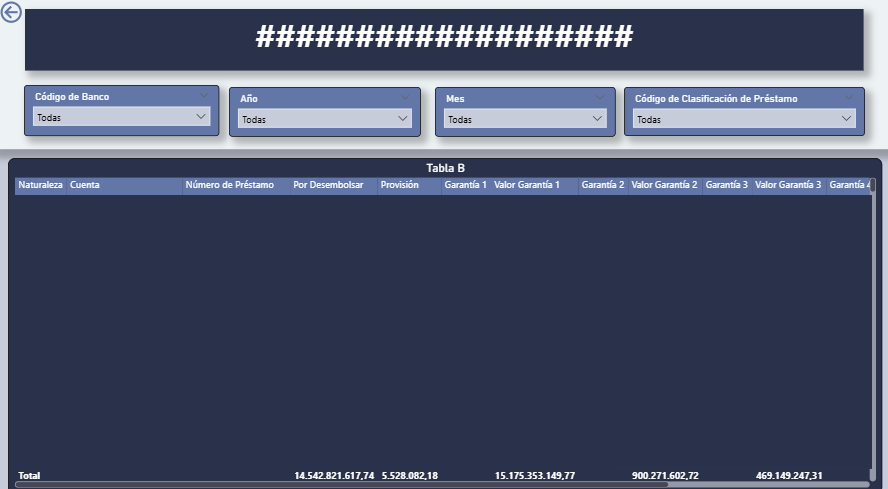 ###################
Código de Banco
Todas
Año
Todas
Mes
Todas
Código de Clasificación de Préstamo
Todas
Tabla B
Naturaleza Cuenta Número de Préstamo Por Desembolsar Provisión Garantía 1 Valor Garantía 1 Garantía 2 Valor Garantía 2 Garantía 3 Valor Garantía 3 Garantía 4
Total 14.542.821.617,74 5.528.082,18 15.175.353.149,77 900.271.602,72 469.149.247,31